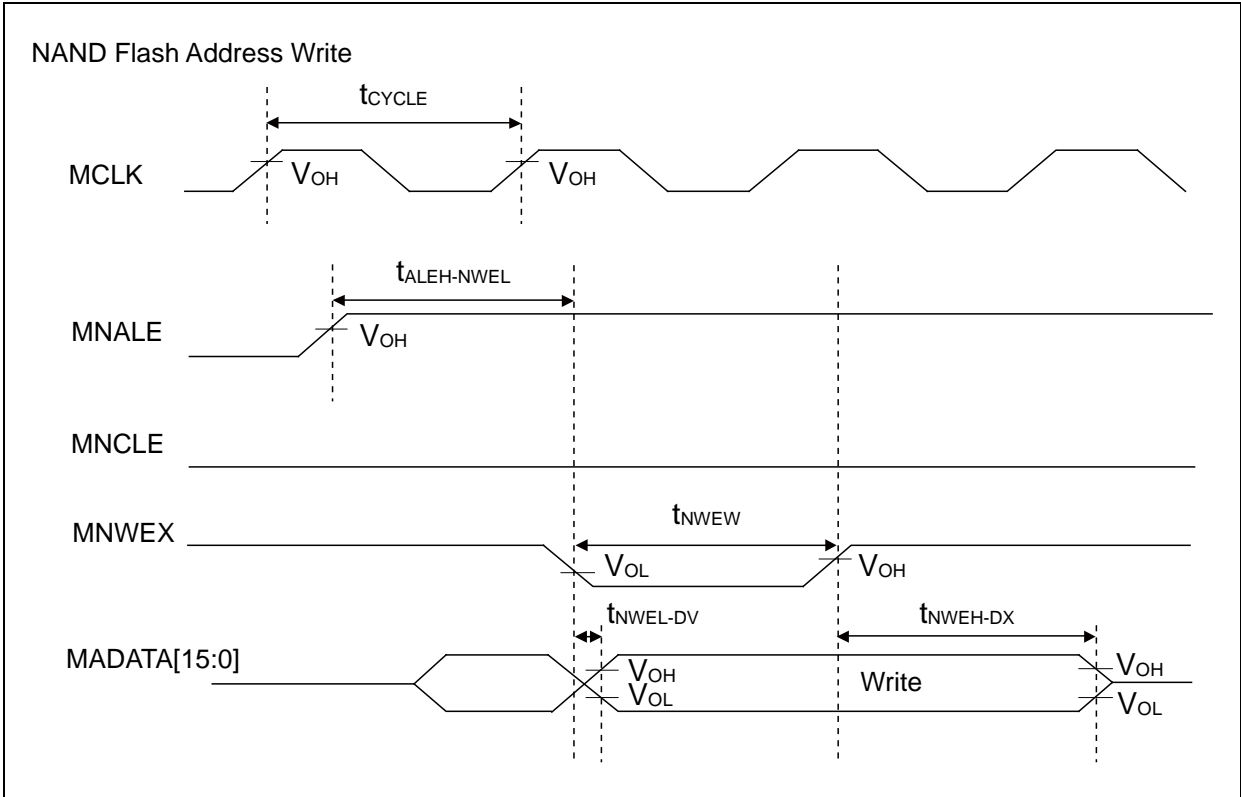 NAND Flash Address Write
tCYCLE
MCLK
VOH
VOH
tALEH-NWEL
MNALE
VOH
MNCLE
tNWEW
MNWEX
VOL
VOH
tNWEL-DV
tNWEH-DX
MADATA[15:0]
VOH
VOL
Write
VOH
VOL